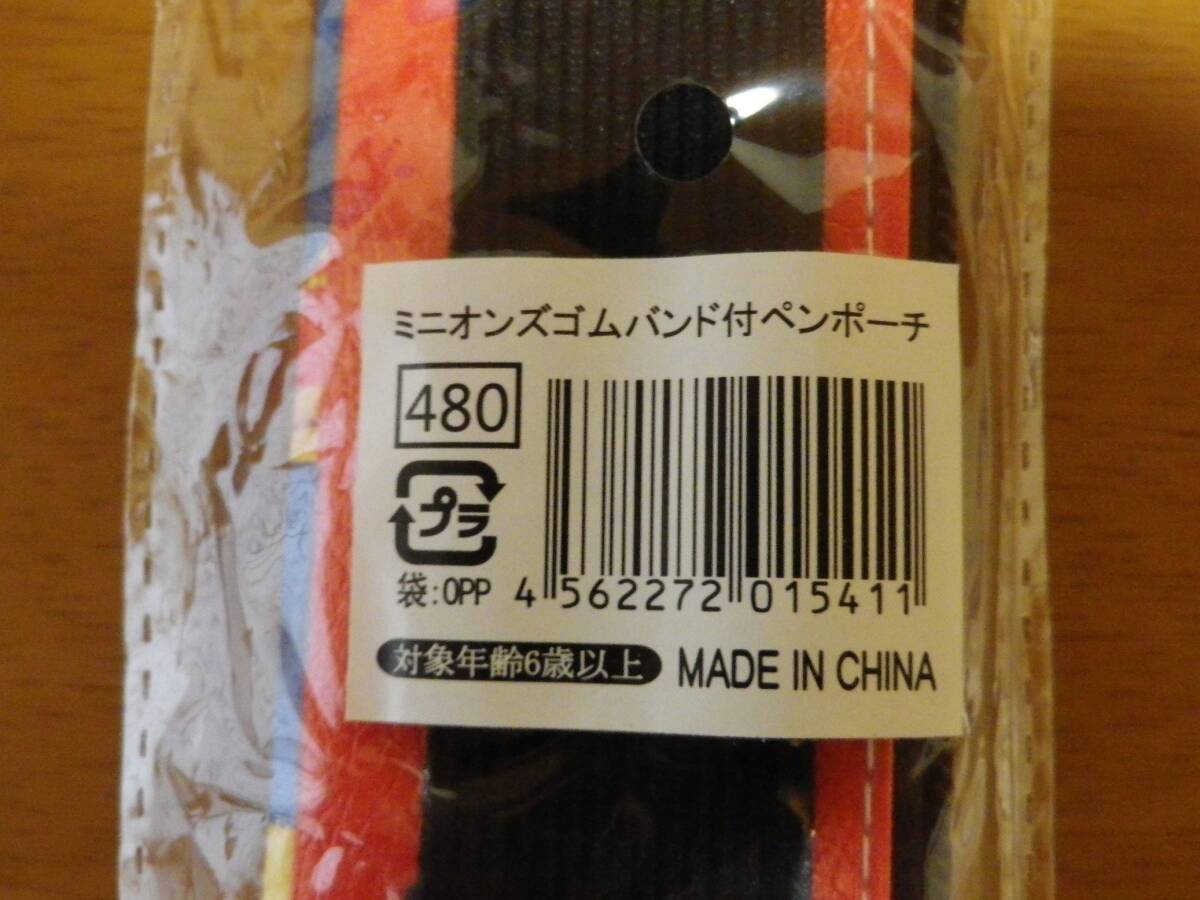 ミニオンズゴムバンド付ペンポーチ
480
プラ
袋:OPP
4 562272 015411
対象年齢6歳以上
MADE IN CHINA